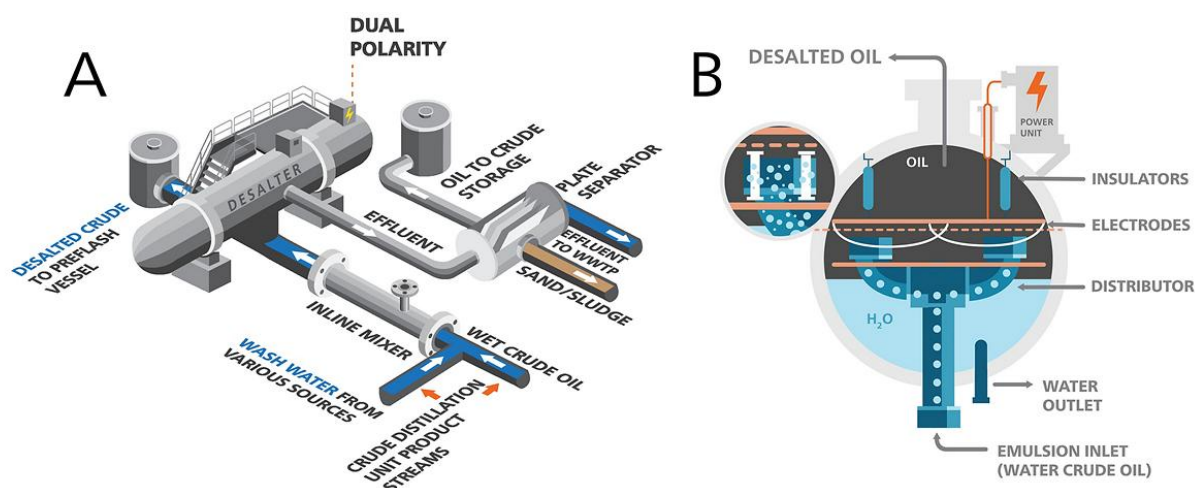 A
DUAL
POLARITY
DESALTER
OIL TO CRUDE
STORAGE
PLATE
SEPARATOR
EFFLUENT
EFFLUENT
TO WWTP
SAND/SLUDGE
DESALTED CRUDE
TO PREFLASH
VESSEL
INLINE MIXER
WET CRUDE OIL
WASH WATER FROM
VARIOUS SOURCES
CRUDE DISTILLATION
UNIT PRODUCT
STREAMS
B
DESALTED OIL
POWER
UNIT
OIL
INSULATORS
ELECTRODES
DISTRIBUTOR
H₂O
WATER
OUTLET
EMULSION INLET
(WATER CRUDE OIL)